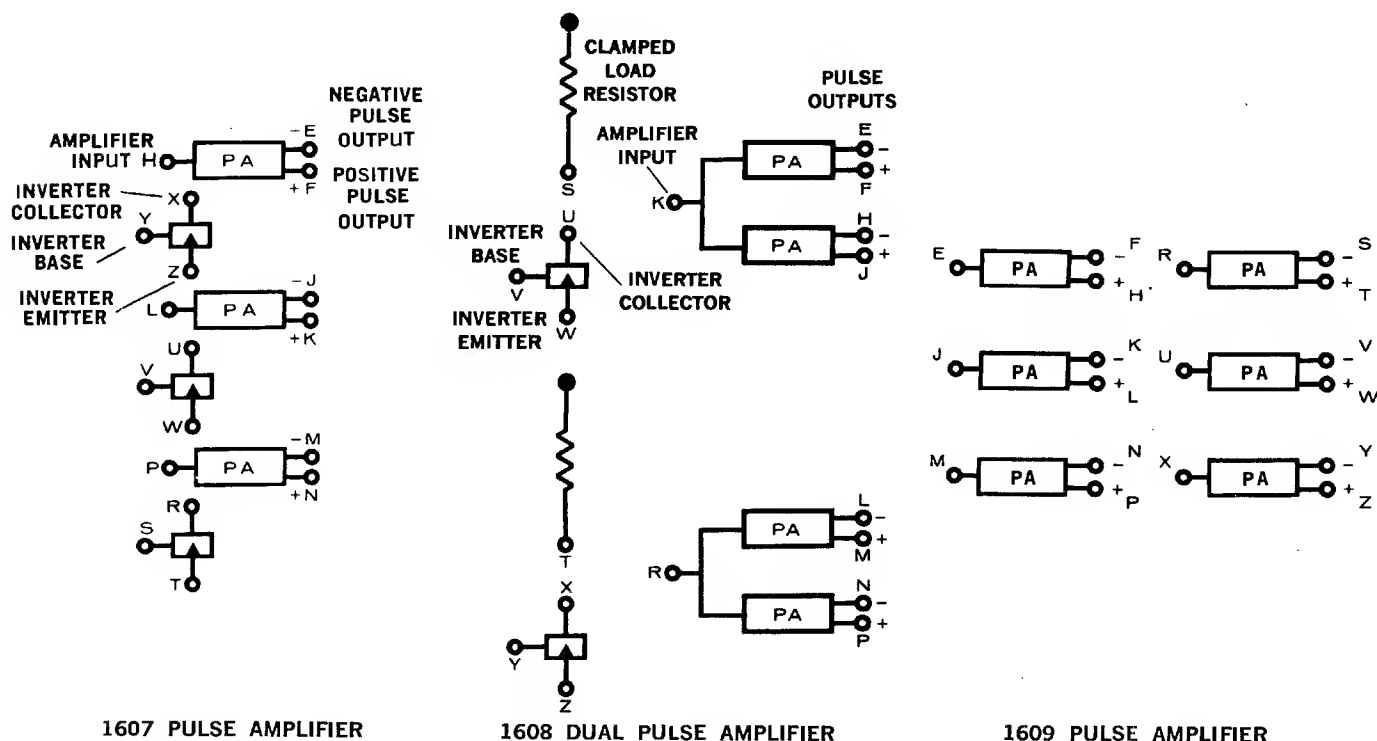 AMPLIFIER
INPUT H
PA
-E
+F
NEGATIVE
PULSE
OUTPUT
POSITIVE
PULSE
OUTPUT
INVERTER
COLLECTOR
X
Y
INVERTER
BASE
Z
INVERTER
EMITTER
L
PA
-J
+K
U
V
W
P
PA
-M
+N
R
S
T
1607 PULSE AMPLIFIER
CLAMPED
LOAD
RESISTOR
S
AMPLIFIER
INPUT
K
PULSE
OUTPUTS
PA
E
-
+
F
PA
H
-
+
J
U
INVERTER
BASE
V
INVERTER
COLLECTOR
INVERTER
EMITTER
W
T
X
Y
Z
R
PA
L
-
+
M
PA
N
-
+
P
1608 DUAL PULSE AMPLIFIER
E
PA
- F
+ H
R
PA
- S
+ T
J
PA
- K
+ L
U
PA
- V
+ W
M
PA
- N
+ P
X
PA
- Y
+ Z
1609 PULSE AMPLIFIER